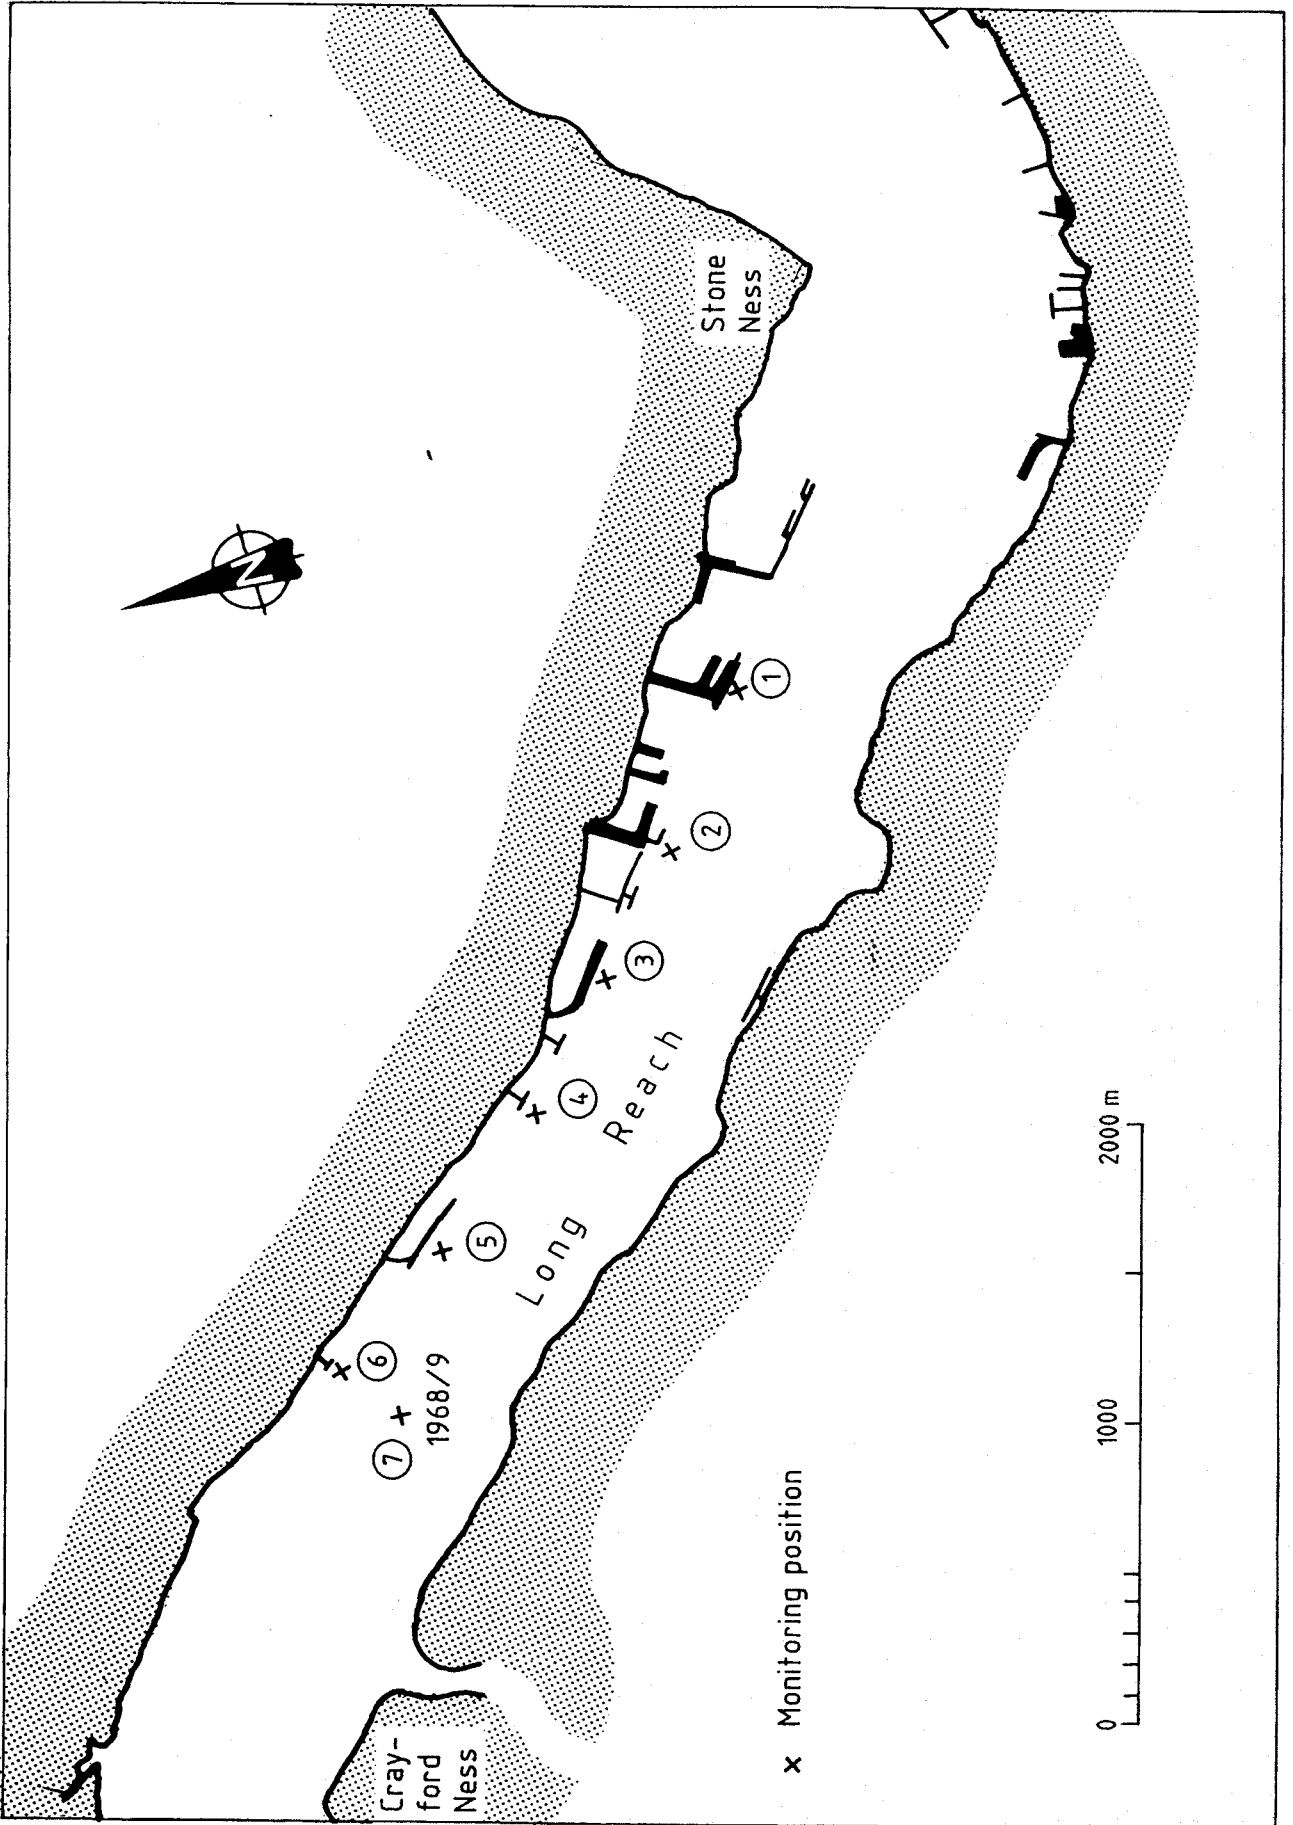 Stone
Ness
N
1
2
3
4
5
6
7
1968/9
Long Reach
Cray-
ford
Ness
x Monitoring position
0 1000 2000 m